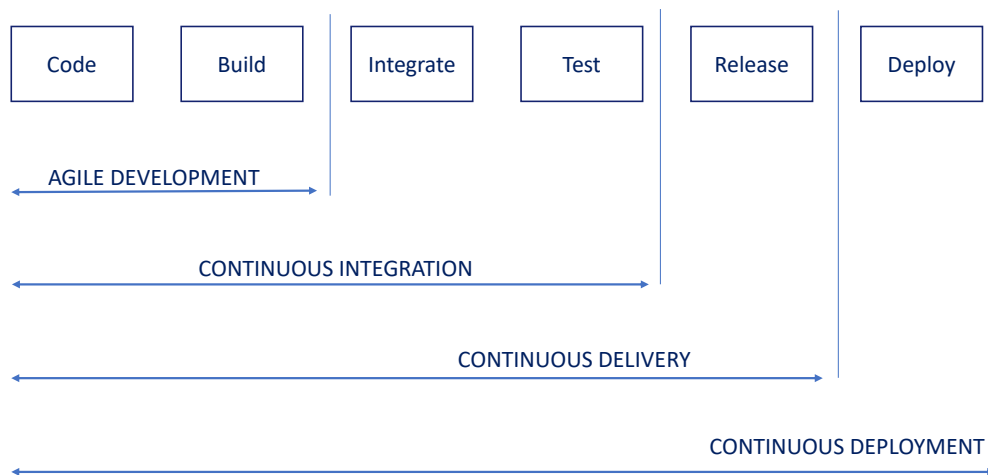 Code
Build
Integrate
Test
Release
Deploy
AGILE DEVELOPMENT
CONTINUOUS INTEGRATION
CONTINUOUS DELIVERY
CONTINUOUS DEPLOYMENT